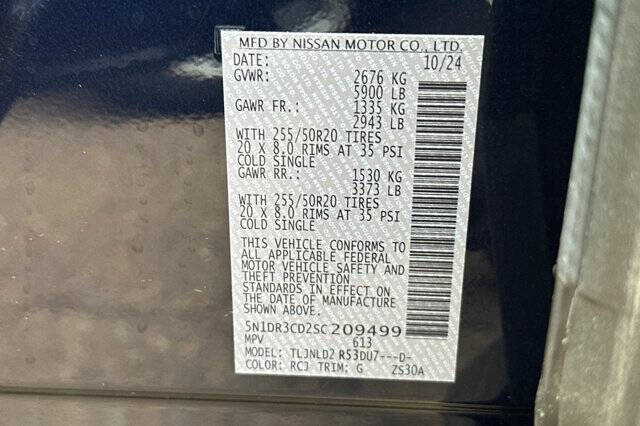 MFD BY NISSAN MOTOR CO., LTD.
DATE: 10/24
GVWR: 2676 KG
5900 LB
GAWR FR.: 1335 KG
2943 LB
WITH 255/50R20 TIRES
20 X 8.0 RIMS AT 35 PSI
COLD SINGLE
GAWR RR.: 1530 KG
3373 LB
WITH 255/50R20 TIRES
20 X 8.0 RIMS AT 35 PSI
COLD SINGLE
THIS VEHICLE CONFORMS TO
ALL APPLICABLE FEDERAL
MOTOR VEHICLE SAFETY AND
THEFT PREVENTION
STANDARDS IN EFFECT ON
THE DATE OF MANUFACTURE
SHOWN ABOVE.
5N1DR3CD2SC209499
MPV 613
MODEL: TLJNLD2 RS3DU7---D-
COLOR: RCJ TRIM: G ZS30A